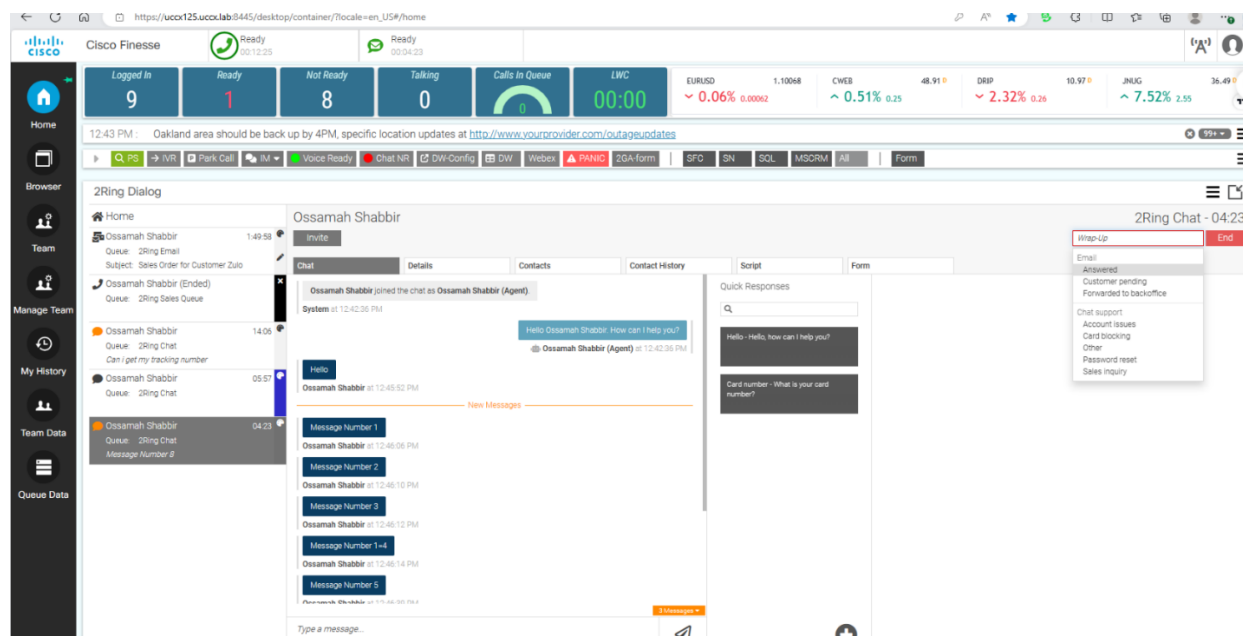 https://uccx125.uccx.lab:8445/desktop/container/?locale=en_US#/home
CISCO
Cisco Finesse
Ready
00:12:25
Ready
00:04:23
Logged In
9
Ready
1
Not Ready
8
Talking
0
Calls In Queue
0
LWC
00:00
EURUSD 1.10068
0.06% 0.00062
CWEB 48.91 0
0.51% 0.25
DRIP 10.97 0
2.32% 0.26
JNUG 36.49
7.52% 2.55
12:43 PM : Oakland area should be back up by 4PM, specific location updates at http://www.yourprovider.com/outageupdates
99+
PS IVR Park Call IM Voice Ready Chat NR DW-Config DW Webex PANIC 2GA-form SFC SN SQL MSCRM All Form
Home
Browser
Team
Manage Team
My History
Team Data
Queue Data
2Ring Dialog
Home
Ossamah Shabbir 1:49:58
Queue: 2Ring Email
Subject: Sales Order for Customer Zulo
Ossamah Shabbir (Ended)
Queue: 2Ring Sales Queue
Ossamah Shabbir 14:06
Queue: 2Ring Chat
Can i get my tracking number
Ossamah Shabbir 05:57
Queue: 2Ring Chat
Ossamah Shabbir 04:23
Queue: 2Ring Chat
Message Number 8
Ossamah Shabbir
2Ring Chat - 04:23
Invite
Wrap-Up
End
Chat Details Contacts Contact History Script Form
Ossamah Shabbir joined the chat as Ossamah Shabbir (Agent).
System at 12:42:36 PM
Hello Ossamah Shabbir. How can I help you?
Ossamah Shabbir (Agent) at 12:42:36 PM
Hello
Ossamah Shabbir at 12:45:52 PM
New Messages
Message Number 1
Ossamah Shabbir at 12:46:06 PM
Message Number 2
Ossamah Shabbir at 12:46:10 PM
Message Number 3
Ossamah Shabbir at 12:46:12 PM
Message Number 1=4
Ossamah Shabbir at 12:46:14 PM
Message Number 5
Ossamah Shabbir at 12:46:30 PM
3 Messages
Type a message...
Quick Responses
Hello - Hello, how can I help you?
Card number - What is your card
number?
Email
Answered
Customer pending
Forwarded to backoffice
Chat support
Account issues
Card blocking
Other
Password reset
Sales inquiry